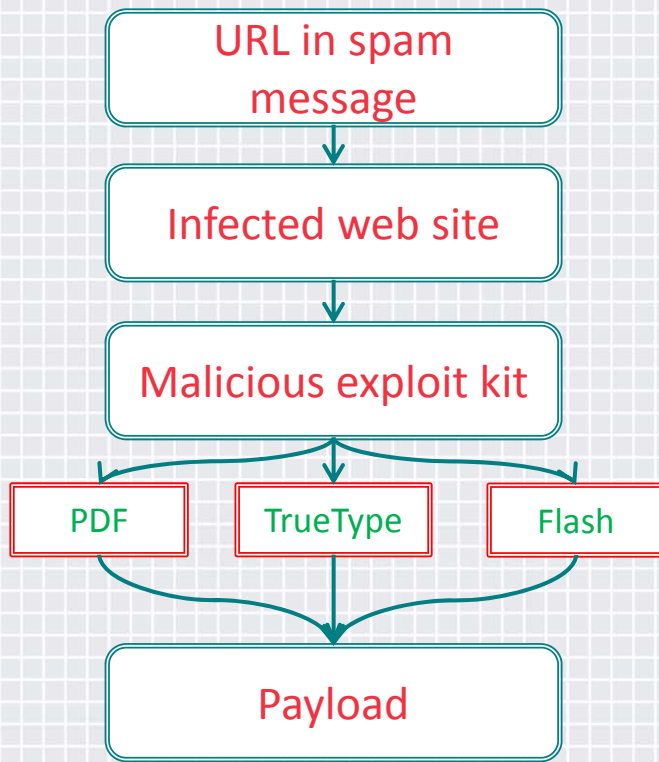 URL in spam
message
Infected web site
Malicious exploit kit
PDF
TrueType
Flash
Payload